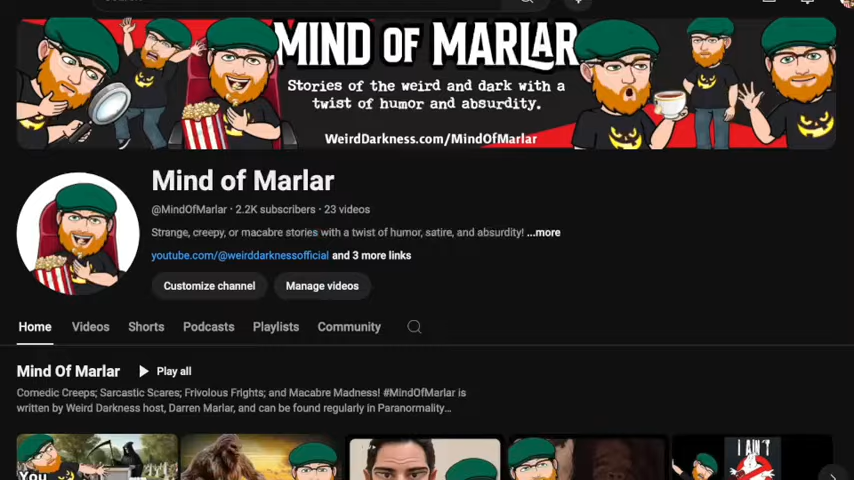 MIND OF MARLAR
Stories of the weird and dark with a
twist of humor and absurdity.
WeirdDarkness.com/MindOfMarlar
Mind of Marlar
@MindOfMarlar · 2.2K subscribers · 23 videos
Strange, creepy, or macabre stories with a twist of humor, satire, and absurdity! ...more
youtube.com/@weirddarknessofficial and 3 more links
Customize channel Manage videos
Home Videos Shorts Podcasts Playlists Community
Mind Of Marlar Play all
Comedic Creeps; Sarcastic Scares; Frivolous Frights; and Macabre Madness! #MindOfMarlar is
written by Weird Darkness host, Darren Marlar, and can be found regularly in Paranormality...
You
I AIN'T